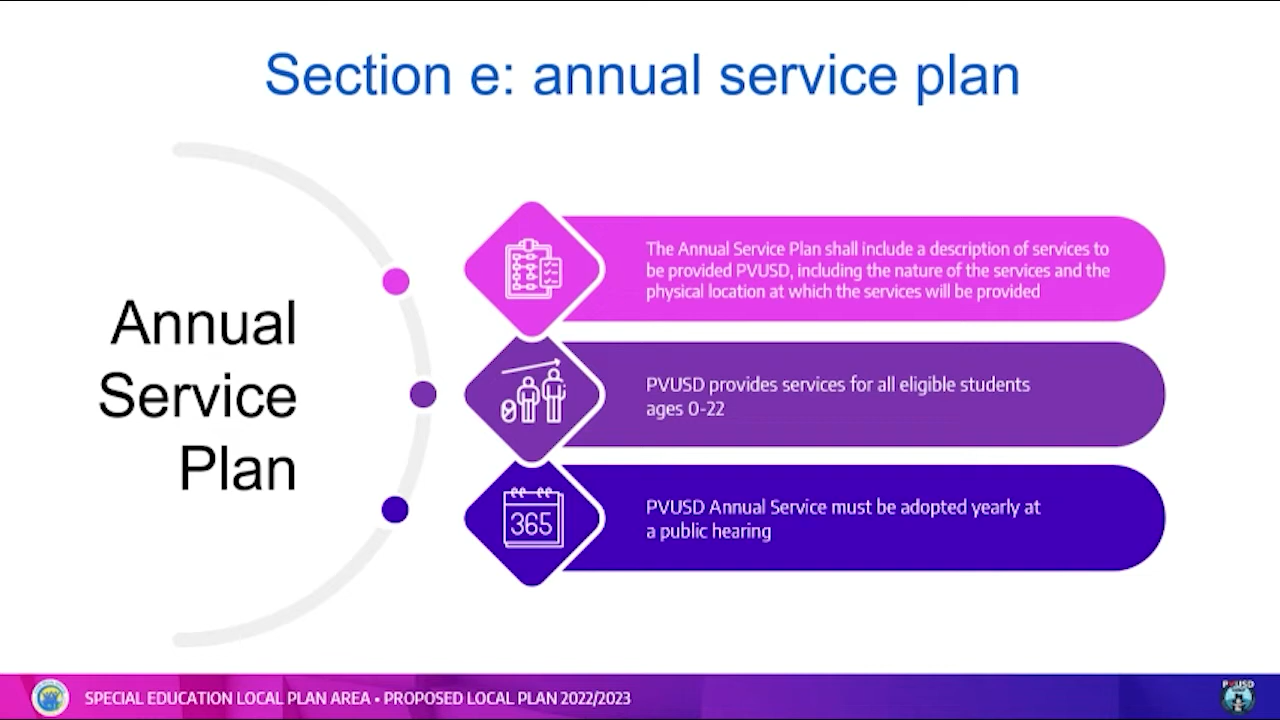 Section e: annual service plan
Annual
Service
Plan
The Annual Service Plan shall include a description of services to
be provided PVUSD, including the nature of the services and the
physical location at which the services will be provided
PVUSD provides services for all eligible students
ages 0-22
365
PVUSD Annual Service must be adopted yearly at
a public hearing
SPECIAL EDUCATION LOCAL PLAN AREA • PROPOSED LOCAL PLAN 2022/2023
PVUSD